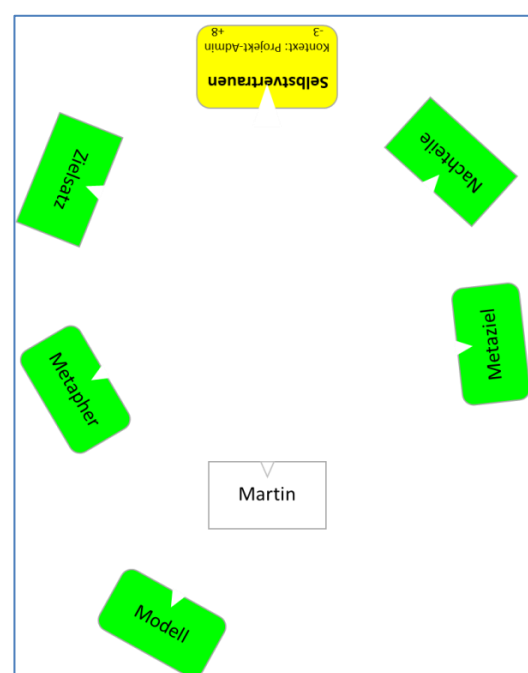 Selbstvertrauen
Kontext: Projekt-Admin
-3 +8
Zielsatz
Nachteile
Metapher
Metaziel
Martin
Modell